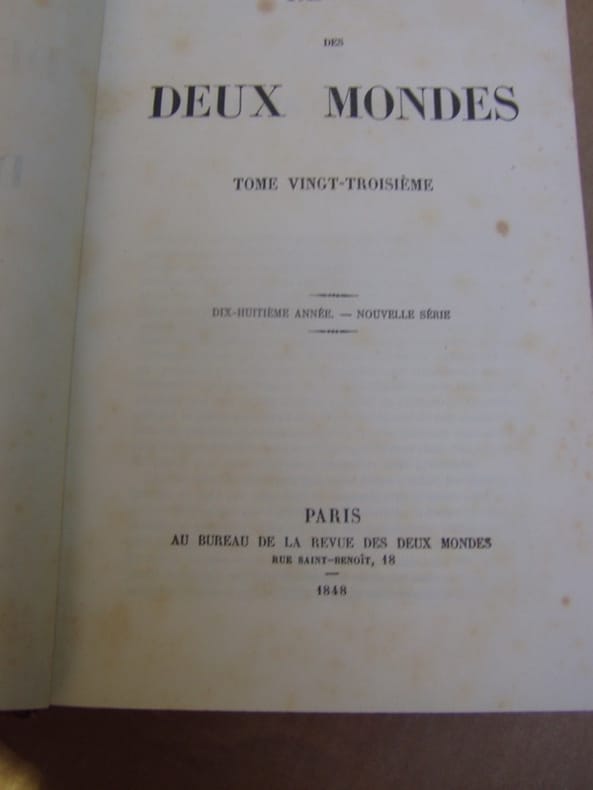 DES
DEUX MONDES
TOME VINGT-TROISIÈME
DIX-HUITIÈME ANNÉE. — NOUVELLE SÉRIE
PARIS
AU BUREAU DE LA REVUE DES DEUX MONDES
RUE SAINT-BENOÎT, 18
1848